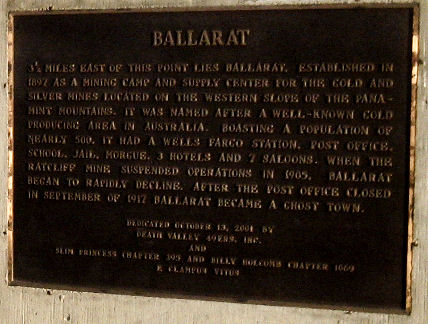 BALLARAT
3½ MILES EAST OF THIS POINT LIES BALLARAT, ESTABLISHED IN
1897 AS A MINING CAMP AND SUPPLY CENTER FOR THE GOLD AND
SILVER MINES LOCATED ON THE WESTERN SLOPE OF THE PANA-
MINT MOUNTAINS. IT WAS NAMED AFTER A WELL-KNOWN GOLD
PRODUCING AREA IN AUSTRALIA. BOASTING A POPULATION OF
NEARLY 500, IT HAD A WELLS FARGO STATION, POST OFFICE,
SCHOOL, JAIL, MORGUE, 3 HOTELS AND 7 SALOONS. WHEN THE
RATCLIFF MINE SUSPENDED OPERATIONS IN 1905, BALLARAT
BEGAN TO RAPIDLY DECLINE. AFTER THE POST OFFICE CLOSED
IN SEPTEMBER OF 1917 BALLARAT BECAME A GHOST TOWN.
DEDICATED OCTOBER 13, 2001 BY
DEATH VALLEY 49ERS, INC.
AND
SLIM PRINCESS CHAPTER 395 AND BILLY HOLCOMB CHAPTER 1069
E CLAMPUS VITUS